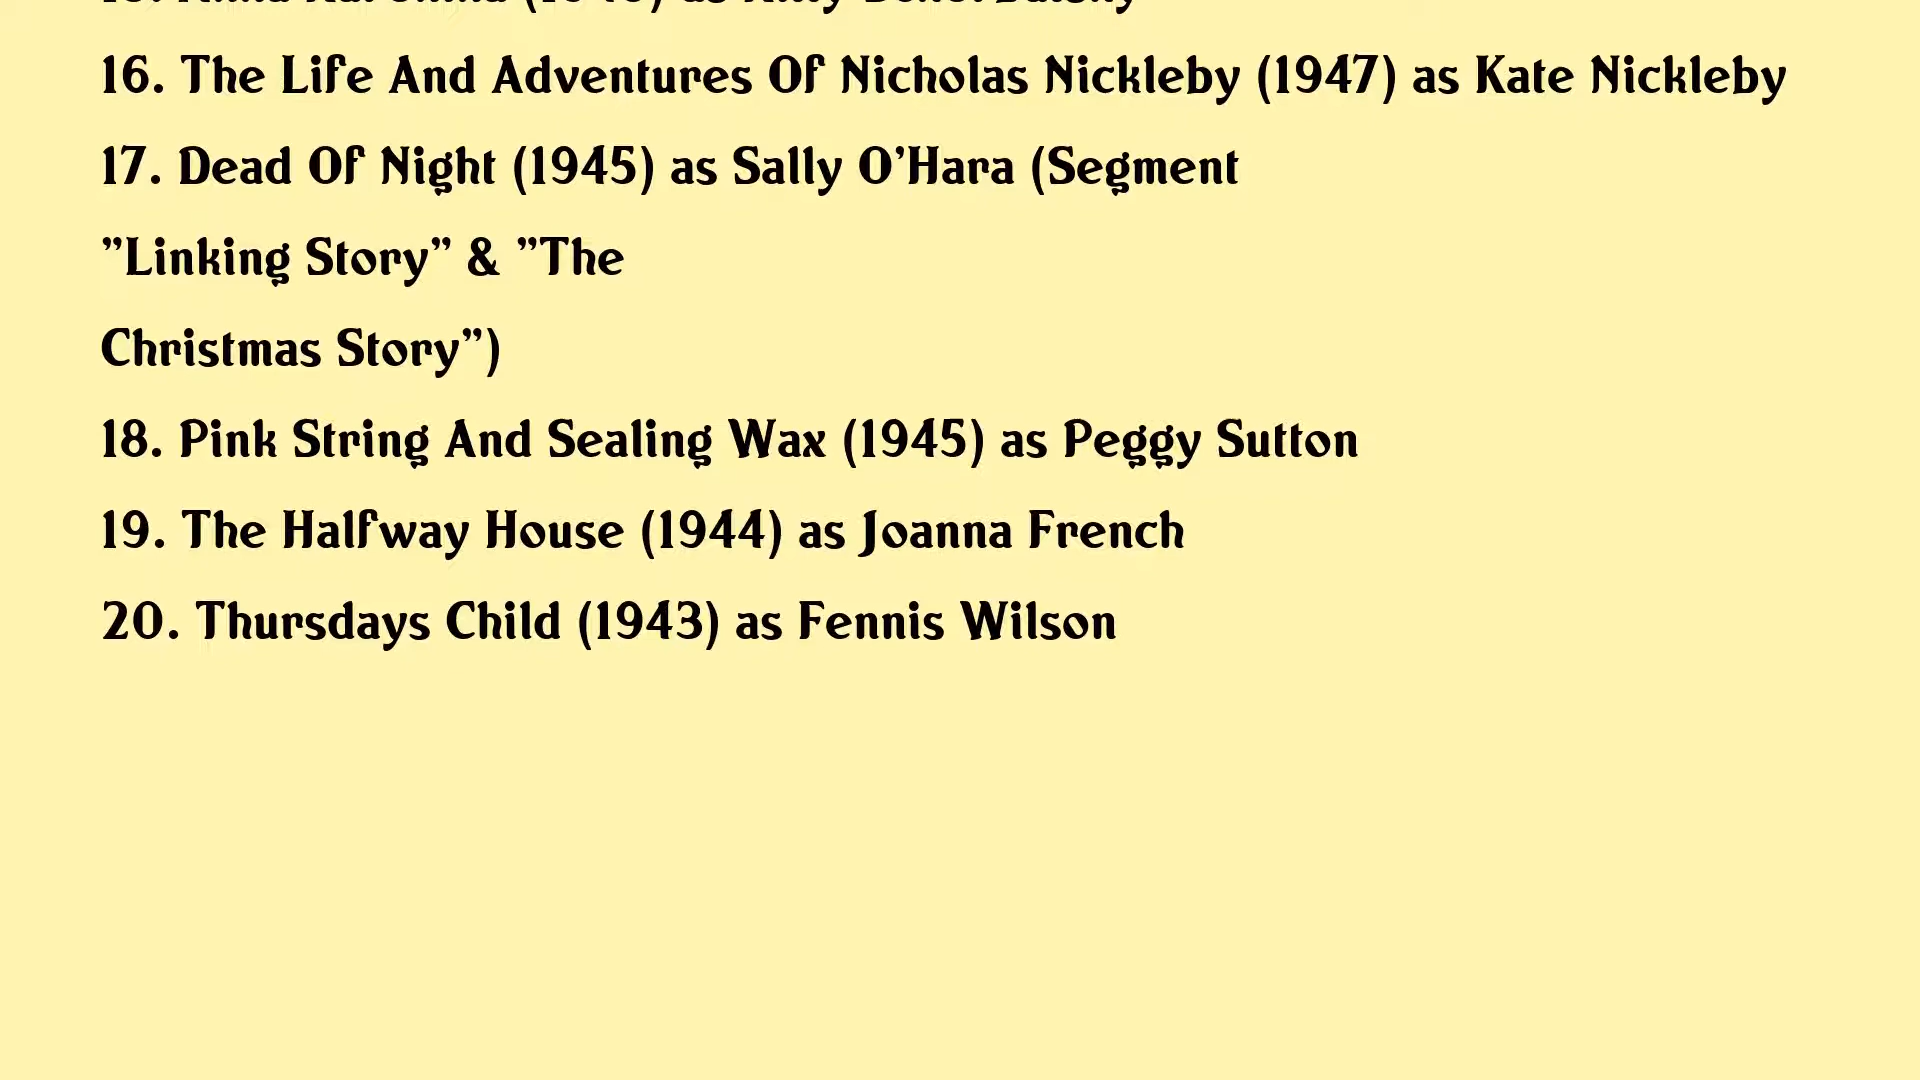 16. The Life And Adventures Of Nicholas Nickleby (1947) as Kate Nickleby
17. Dead Of Night (1945) as Sally O’Hara (Segment
”Linking Story” & ”The
Christmas Story”)
18. Pink String And Sealing Wax (1945) as Peggy Sutton
19. The Halfway House (1944) as Joanna French
20. Thursdays Child (1943) as Fennis Wilson